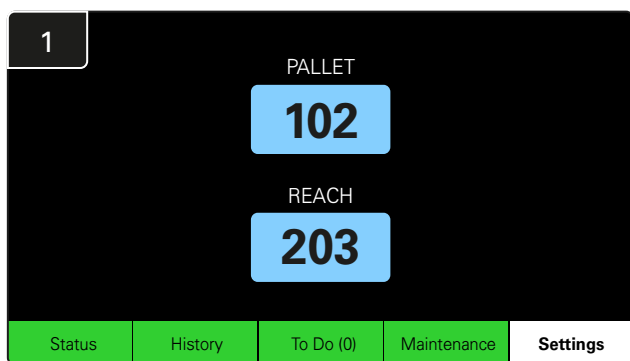 1
PALLET
102
REACH
203
Status History To Do (0) Maintenance Settings